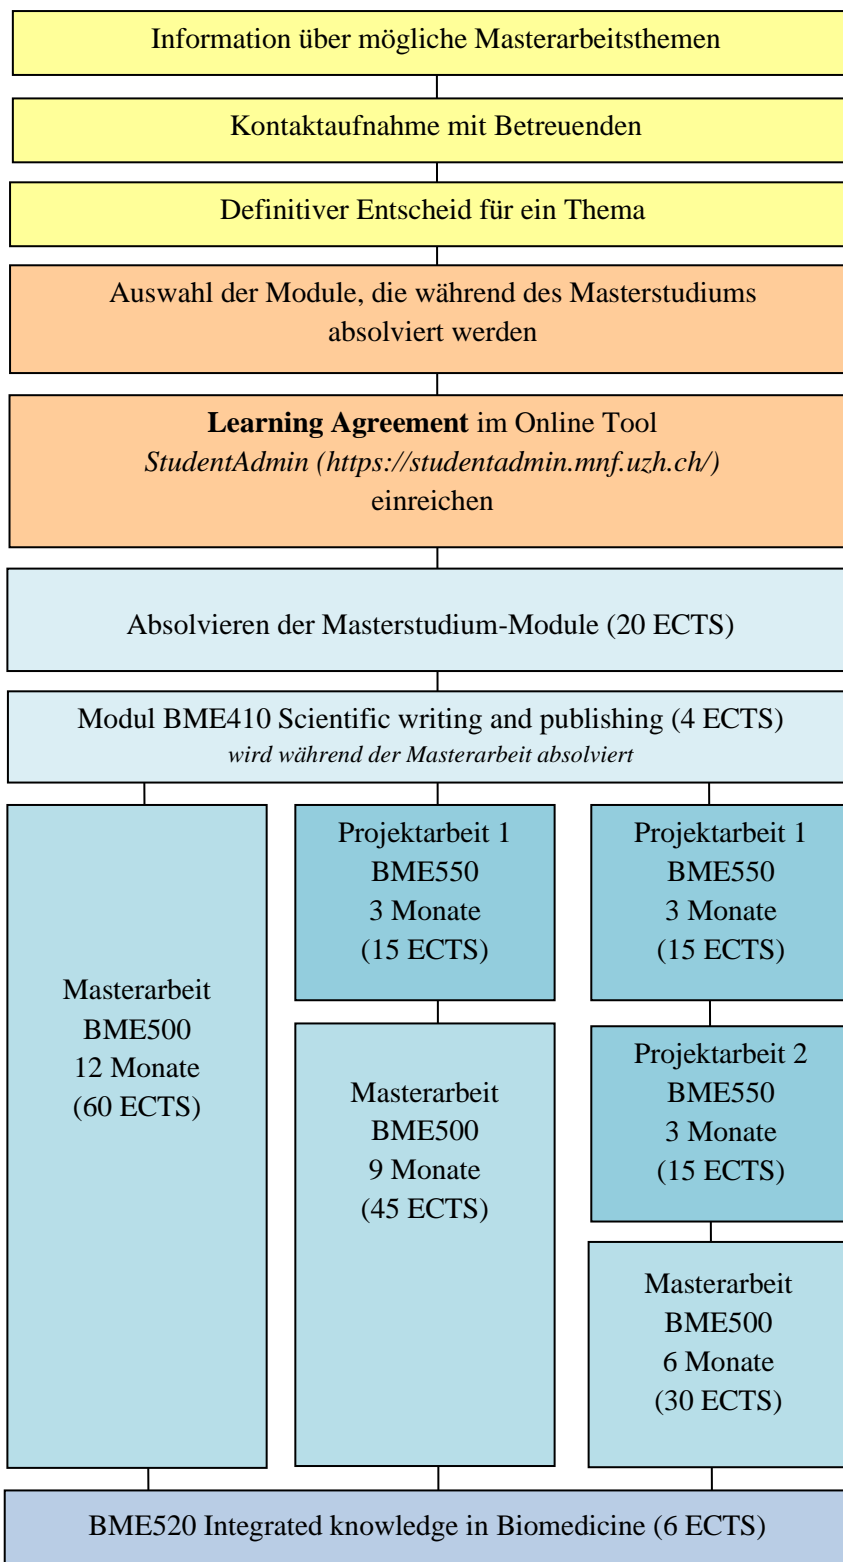 Information über mögliche Masterarbeitsthemen
Kontaktaufnahme mit Betreuenden
Definitiver Entscheid für ein Thema
Auswahl der Module, die während des Masterstudiums
absolviert werden
Learning Agreement im Online Tool
StudentAdmin (https://studentadmin.mnf.uzh.ch/)
einreichen
Absolvieren der Masterstudium-Module (20 ECTS)
Modul BME410 Scientific writing and publishing (4 ECTS)
wird während der Masterarbeit absolviert
Masterarbeit
BME500
12 Monate
(60 ECTS)
Projektarbeit 1
BME550
3 Monate
(15 ECTS)
Masterarbeit
BME500
9 Monate
(45 ECTS)
Projektarbeit 1
BME550
3 Monate
(15 ECTS)
Projektarbeit 2
BME550
3 Monate
(15 ECTS)
Masterarbeit
BME500
6 Monate
(30 ECTS)
BME520 Integrated knowledge in Biomedicine (6 ECTS)